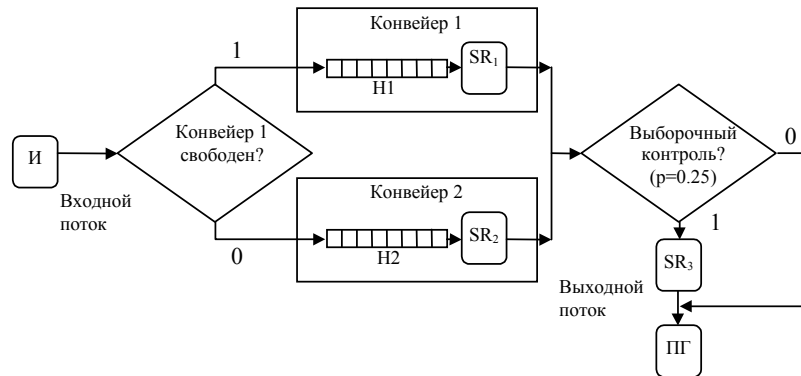 Конвейер 1
1
SR1
H1
Конвейер 1
свободен?
И
Входной
поток
0
Конвейер 2
SR2
H2
Выборочный
контроль?
(p=0.25)
0
1
SR3
Выходной
поток
ПГ